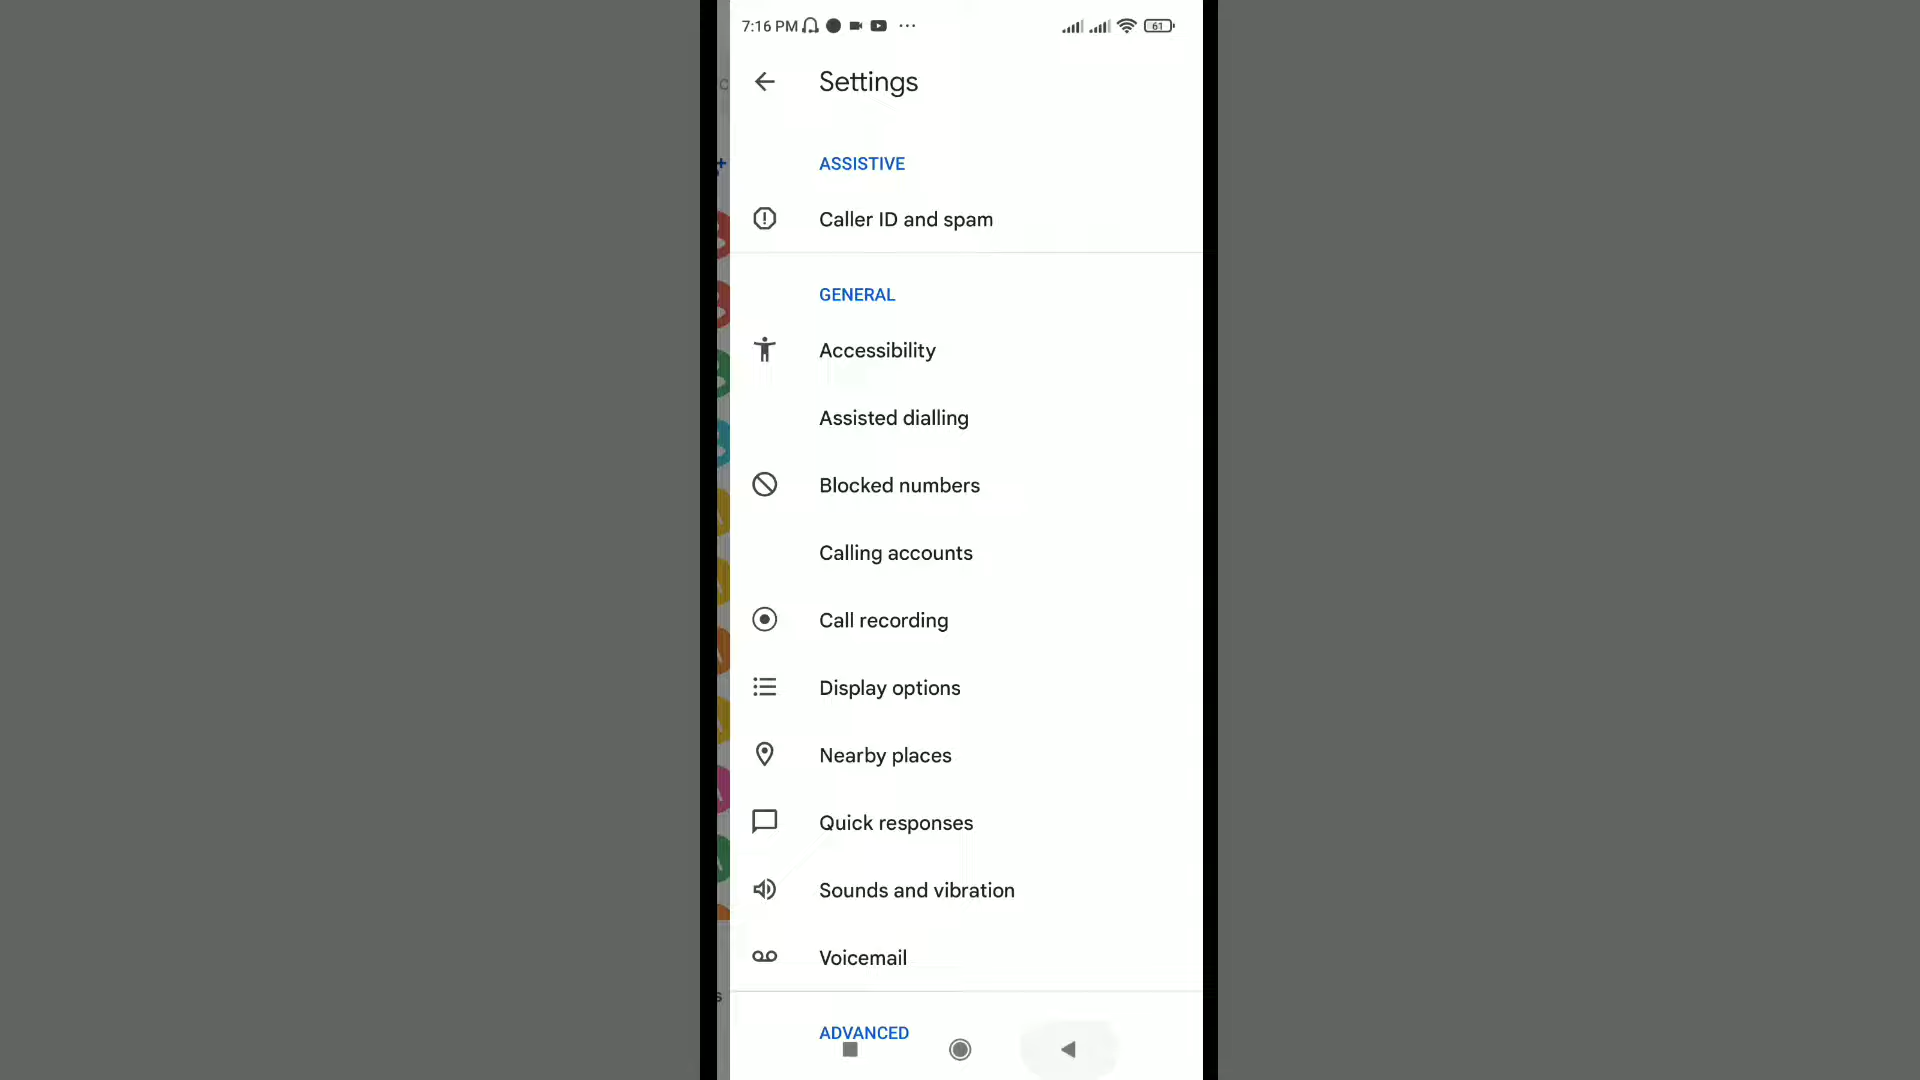 7:16 PM
61
Settings
ASSISTIVE
Caller ID and spam
GENERAL
Accessibility
Assisted dialling
Blocked numbers
Calling accounts
Call recording
Display options
Nearby places
Quick responses
Sounds and vibration
Voicemail
ADVANCED